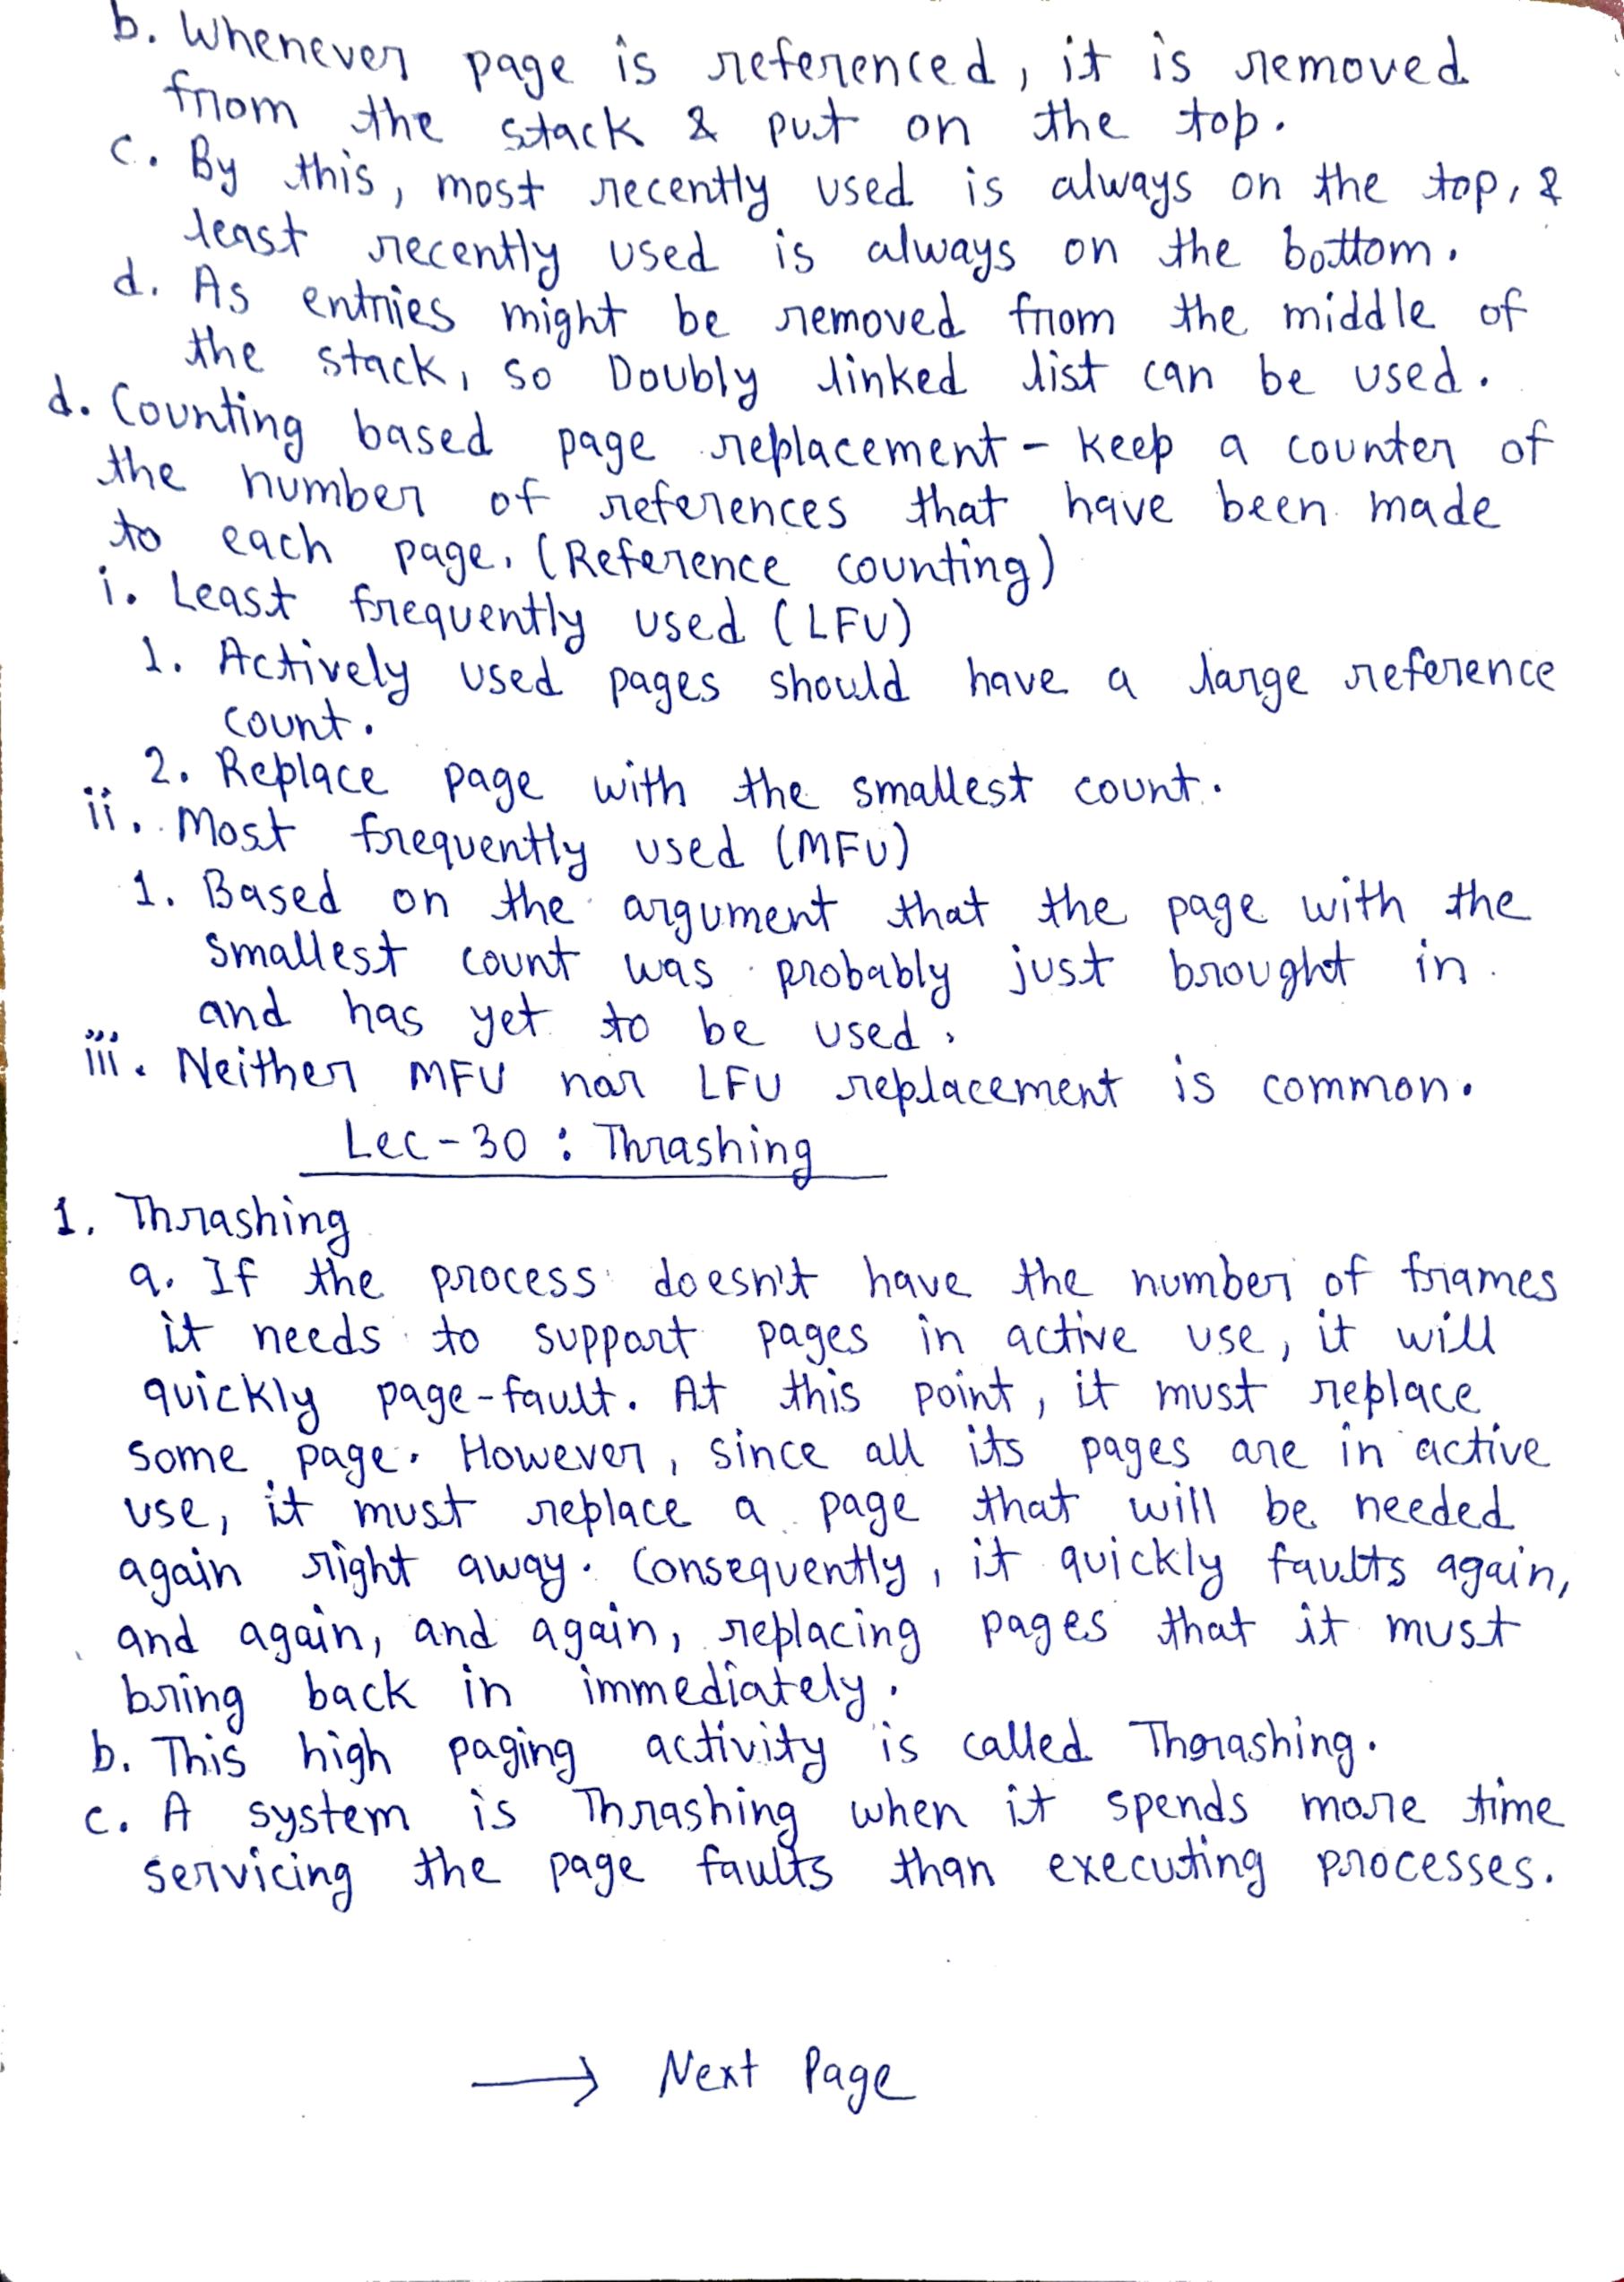 b. Whenever page is referenced, it is removed
from the stack & put on the top.
c. By this, most recently used is always on the top, &
least recently used is always on the bottom.
d. As entries might be removed from the middle of
the stack, so Doubly linked list can be used.
d. Counting based page replacement - Keep a counter of
the number of references that have been made
to each page. (Reference counting)
i. Least frequently used (LFU)
1. Actively used pages should have a large reference
count.
2. Replace page with the smallest count.
ii. Most frequently used (MFU)
1. Based on the argument that the page with the
smallest count was probably just brought in
and has yet to be used.
iii. Neither MFU nor LFU replacement is common.
Lec-30 : Thrashing
1. Thrashing
a. If the process doesn't have the number of frames
it needs to support pages in active use, it will
quickly page-fault. At this point, it must replace
some page. However, since all its pages are in active
use, it must replace a page that will be needed
again right away. Consequently, it quickly faults again,
and again, and again, replacing pages that it must
bring back in immediately.
b. This high paging activity is called Thrashing.
c. A system is Thrashing when it spends more time
servicing the page faults than executing processes.
→ Next Page